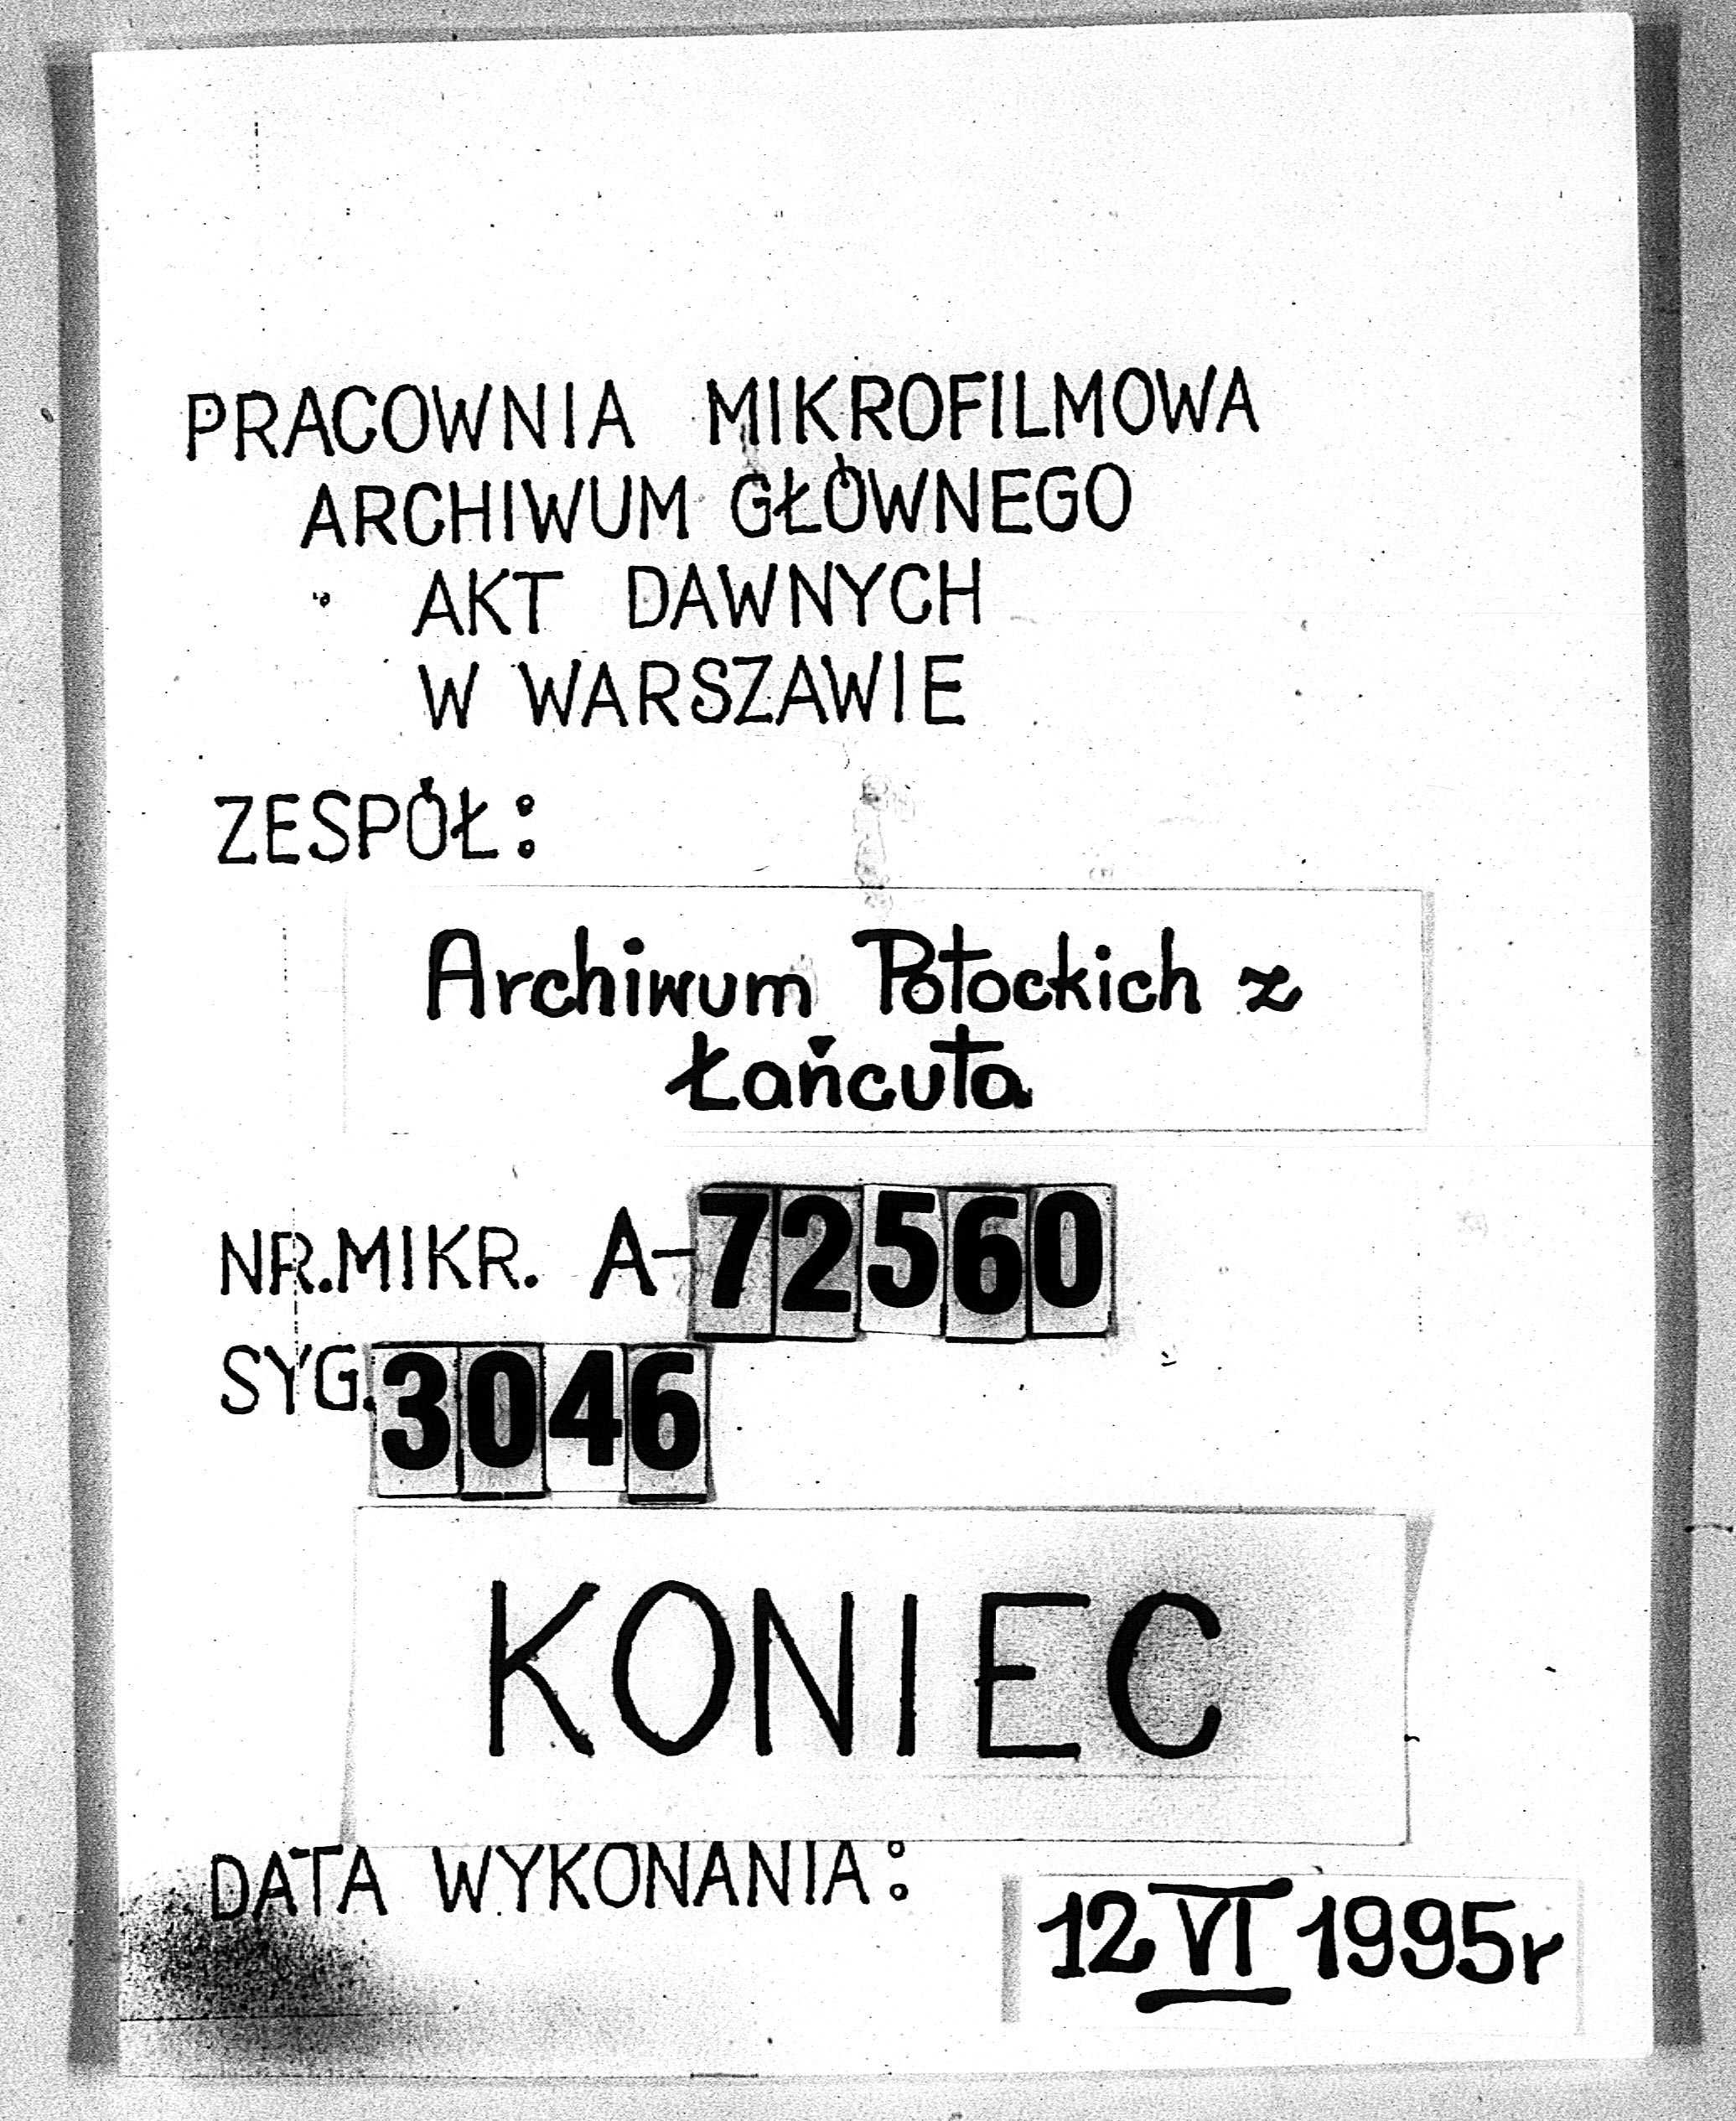 PRACOWNIA MIKROFILMOWA
ARCHIWUM GŁÓWNEGO
AKT DAWNYCH
W WARSZAWIE
ZESPÓŁ:
Archiwum Potockich z
Łańcuta
NR.MIKR. A-72560
SYG.3046
KONIEC
DATA WYKONANIA:
12 VI 1995r